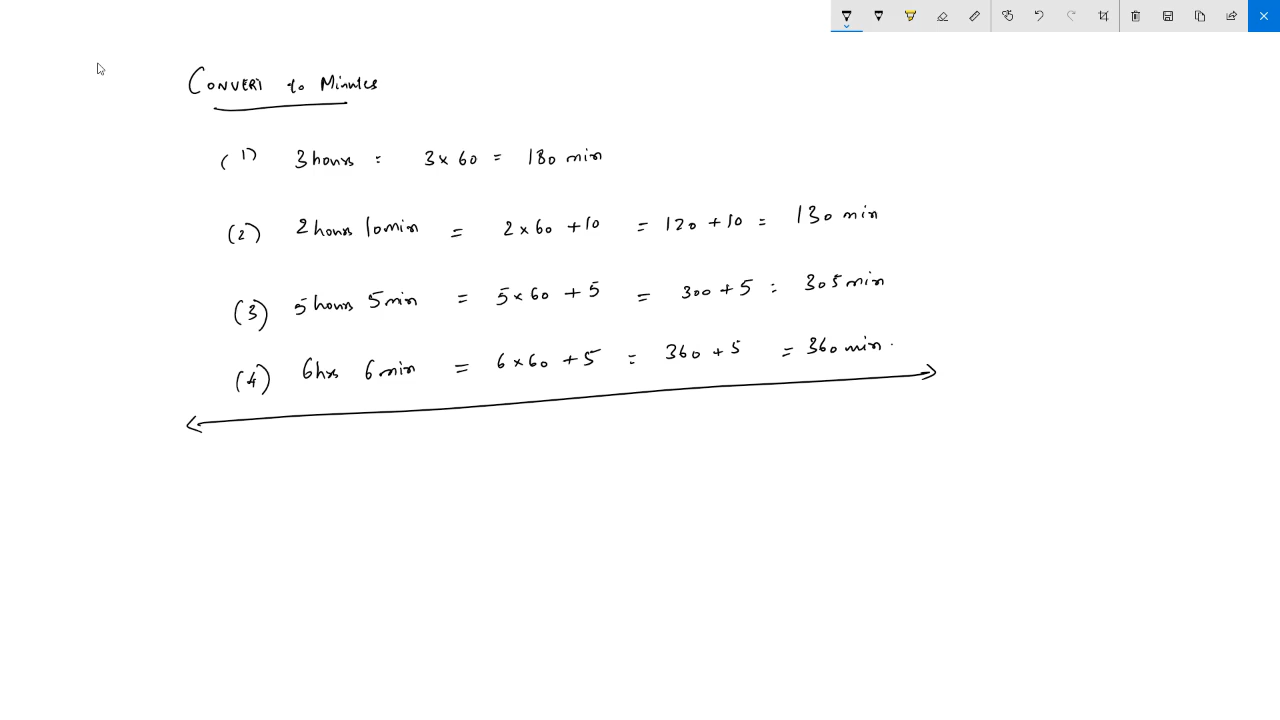 CONVERT to Minutes
(1) 3 hours = 3 × 60 = 180 min
(2) 2 hours 10 min = 2 × 60 + 10 = 120 + 10 = 130 min
(3) 5 hours 5 min = 5 × 60 + 5 = 300 + 5 = 305 min
(4) 6 hrs 6 min = 6 × 60 + 5 = 360 + 5 = 360 min.